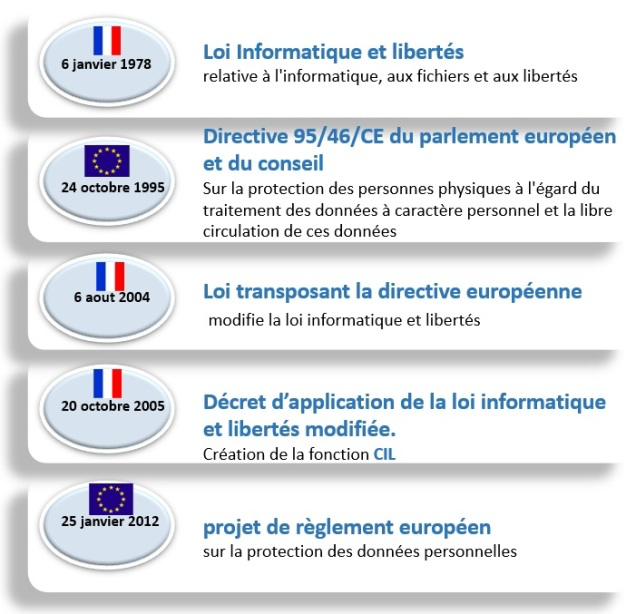 6 janvier 1978
Loi Informatique et libertés
relative à l'informatique, aux fichiers et aux libertés
24 octobre 1995
Directive 95/46/CE du parlement européen
et du conseil
Sur la protection des personnes physiques à l'égard du
traitement des données à caractère personnel et la libre
circulation de ces données
6 aout 2004
Loi transposant la directive européenne
modifie la loi informatique et libertés
20 octobre 2005
Décret d’application de la loi informatique
et libertés modifiée.
Création de la fonction CIL
25 janvier 2012
projet de règlement européen
sur la protection des données personnelles